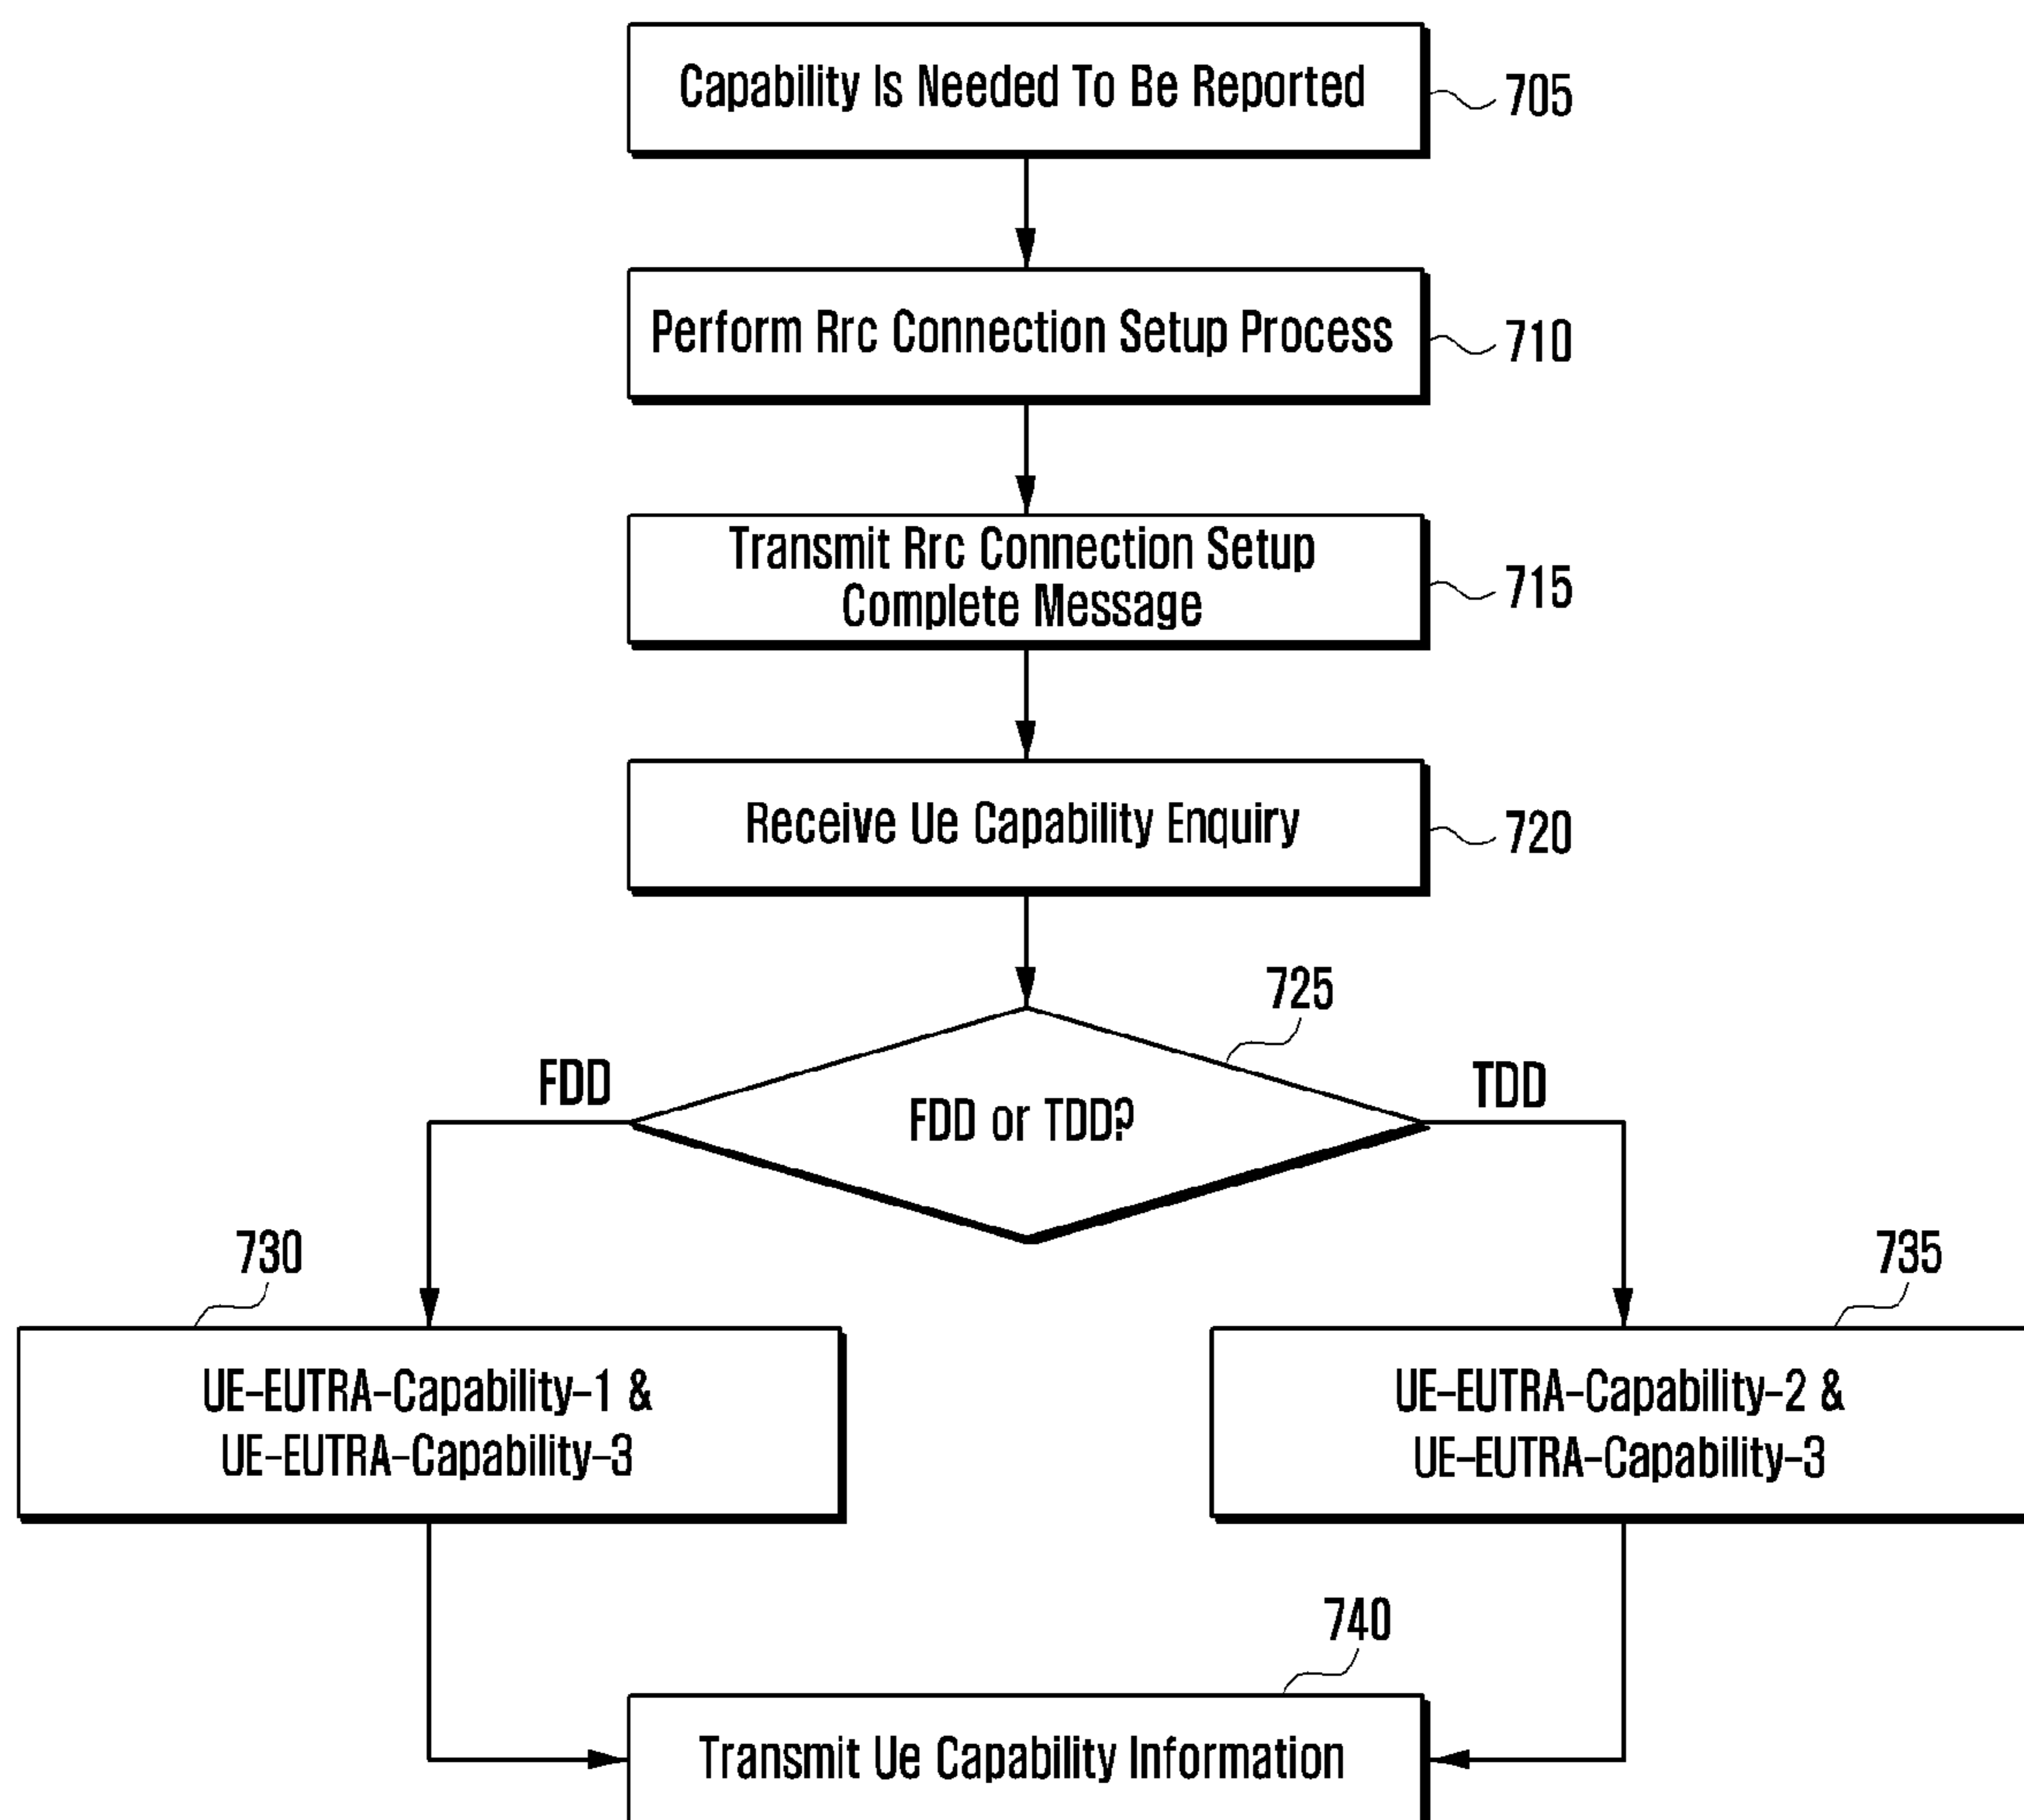 Capability Is Needed To Be Reported
705
Perform Rrc Connection Setup Process
710
Transmit Rrc Connection Setup
Complete Message
715
Receive Ue Capability Enquiry
720
725
FDD
FDD or TDD?
TDD
730
UE-EUTRA-Capability-1 &
UE-EUTRA-Capability-3
735
UE-EUTRA-Capability-2 &
UE-EUTRA-Capability-3
740
Transmit Ue Capability Information